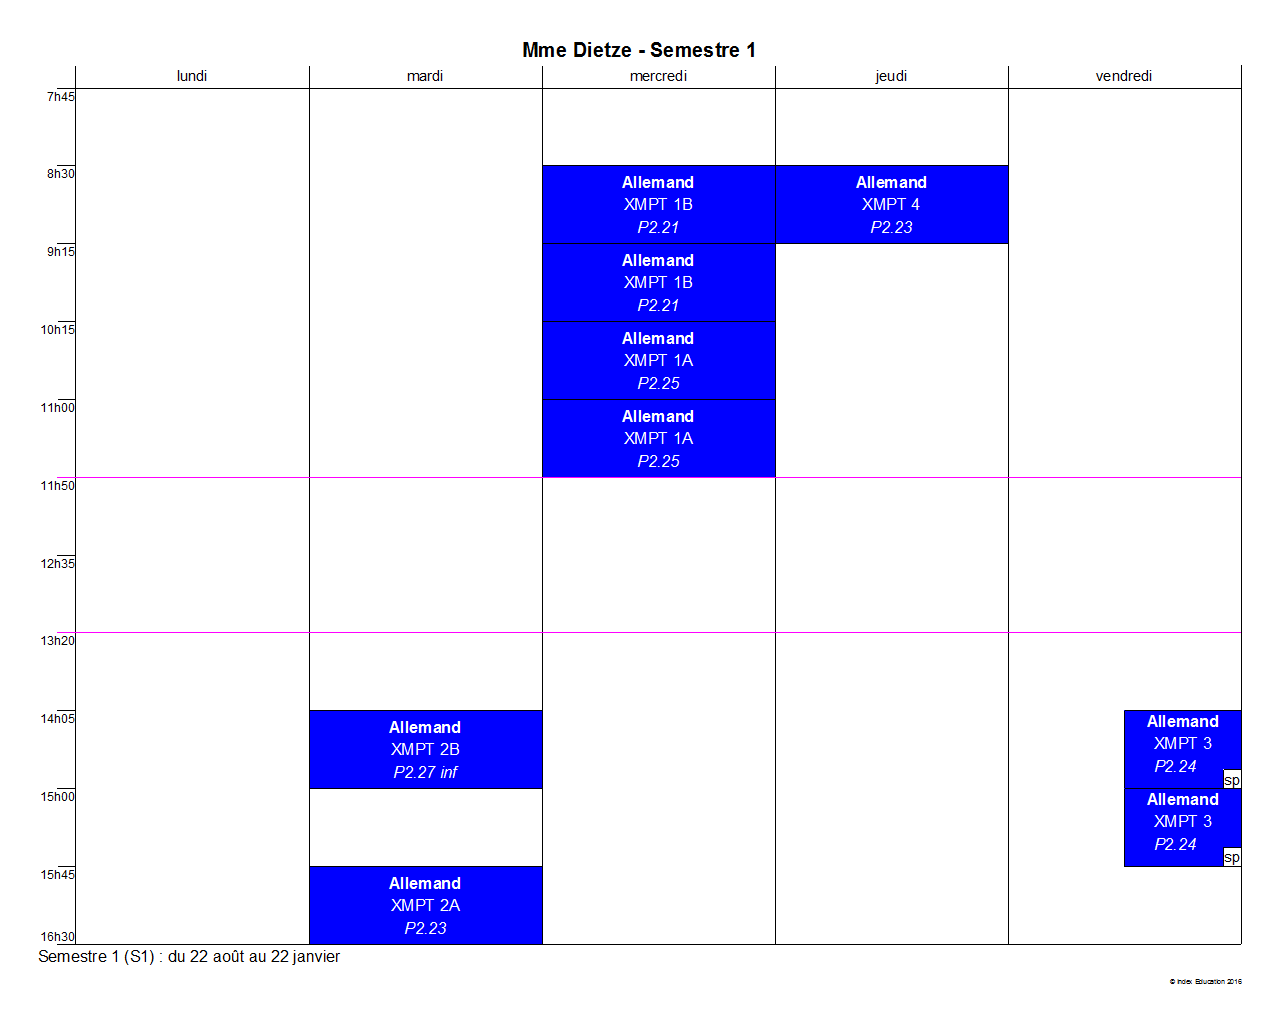 Mme Dietze - Semestre 1
lundi mardi mercredi jeudi vendredi
7h45
8h30
Allemand
XMPT 1B
P2.21
Allemand
XMPT 4
P2.23
9h15
Allemand
XMPT 1B
P2.21
10h15
Allemand
XMPT 1A
P2.25
11h00
Allemand
XMPT 1A
P2.25
11h50
12h35
13h20
14h05
Allemand
XMPT 2B
P2.27 inf
Allemand
XMPT 3
P2.24
sp
15h00
Allemand
XMPT 3
P2.24
sp
15h45
Allemand
XMPT 2A
P2.23
16h30
Semestre 1 (S1) : du 22 août au 22 janvier
© Index Education 2016